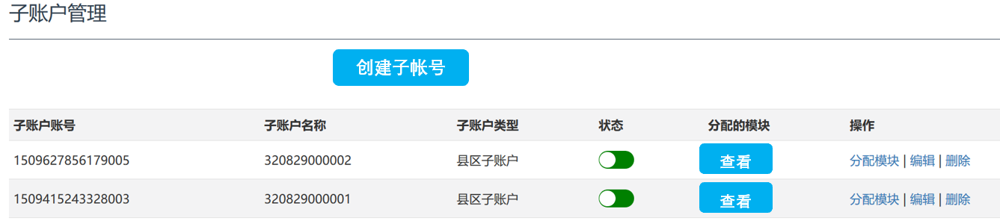 子账户管理
创建子帐号
子账户账号 子账户名称 子账户类型 状态 分配的模块 操作
1509627856179005 320829000002 县区子账户 查看 分配模块 | 编辑 | 删除
1509415243328003 320829000001 县区子账户 查看 分配模块 | 编辑 | 删除